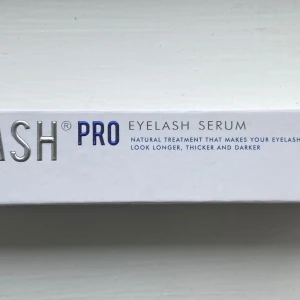 ASH® PRO EYELASH SERUM
NATURAL TREATMENT THAT MAKES YOUR EYELASH
LOOK LONGER, THICKER AND DARKER